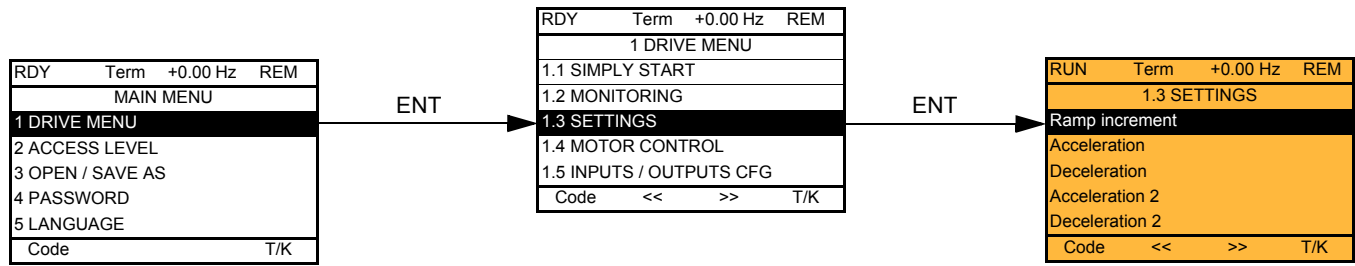 RDY Term +0.00 Hz REM
MAIN MENU
1 DRIVE MENU
2 ACCESS LEVEL
3 OPEN / SAVE AS
4 PASSWORD
5 LANGUAGE
Code T/K
ENT
RDY Term +0.00 Hz REM
1 DRIVE MENU
1.1 SIMPLY START
1.2 MONITORING
1.3 SETTINGS
1.4 MOTOR CONTROL
1.5 INPUTS / OUTPUTS CFG
Code << >> T/K
ENT
RUN Term +0.00 Hz REM
1.3 SETTINGS
Ramp increment
Acceleration
Deceleration
Acceleration 2
Deceleration 2
Code << >> T/K